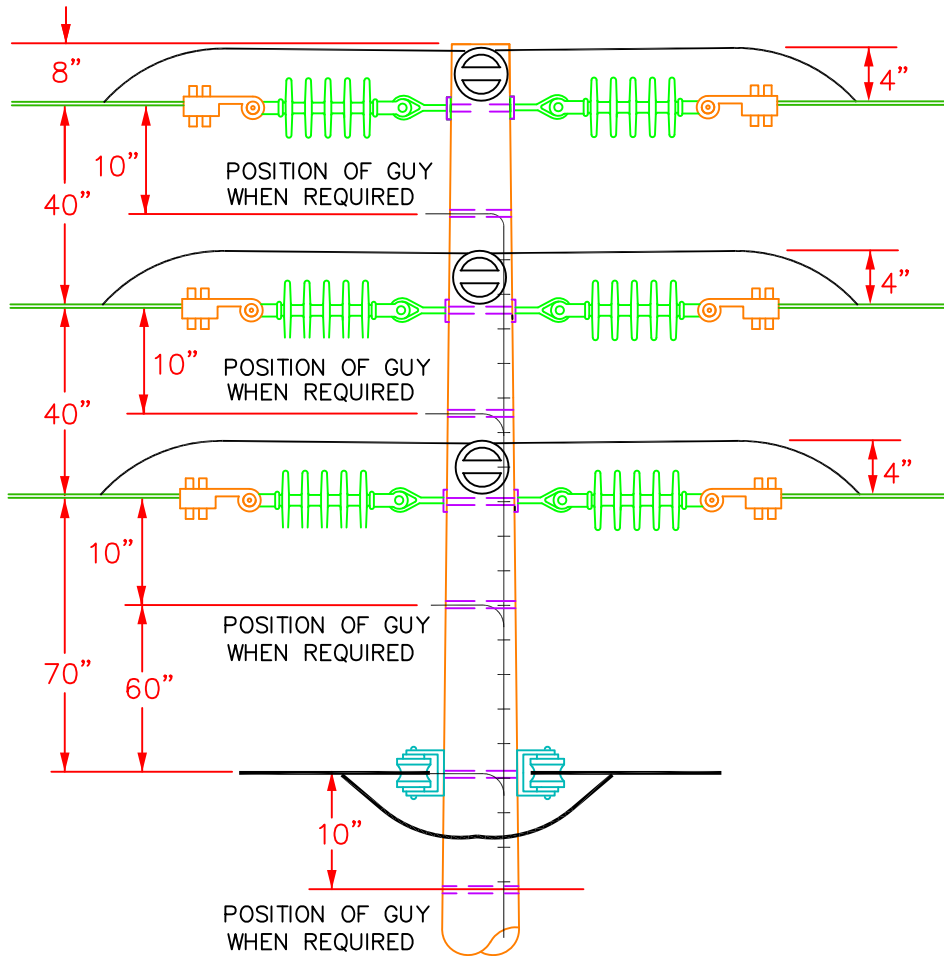 8”
4”
10”
POSITION OF GUY
WHEN REQUIRED
40”
4”
10”
POSITION OF GUY
WHEN REQUIRED
40”
4”
10”
POSITION OF GUY
WHEN REQUIRED
70”
60”
10”
POSITION OF GUY
WHEN REQUIRED